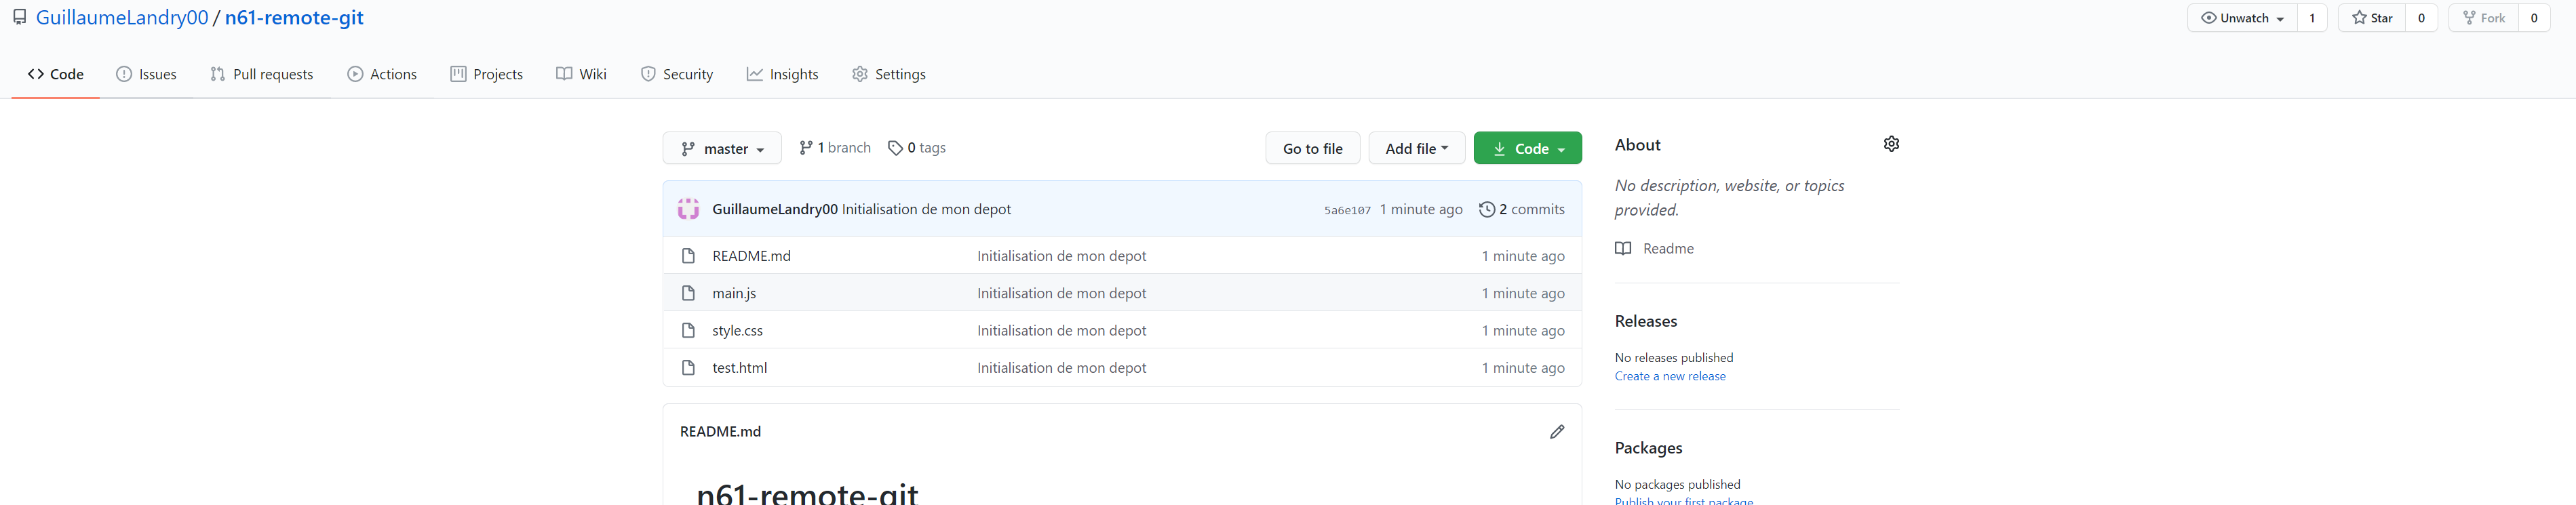 GuillaumeLandry00 / n61-remote-git
Unwatch 1 Star 0 Fork 0
Code Issues Pull requests Actions Projects Wiki Security Insights Settings
master 1 branch 0 tags Go to file Add file Code
GuillaumeLandry00 Initialisation de mon depot 5a6e107 1 minute ago 2 commits
README.md Initialisation de mon depot 1 minute ago
main.js Initialisation de mon depot 1 minute ago
style.css Initialisation de mon depot 1 minute ago
test.html Initialisation de mon depot 1 minute ago
README.md
n61-remote-git
About
No description, website, or topics
provided.
Readme
Releases
No releases published
Create a new release
Packages
No packages published
Publish your first package